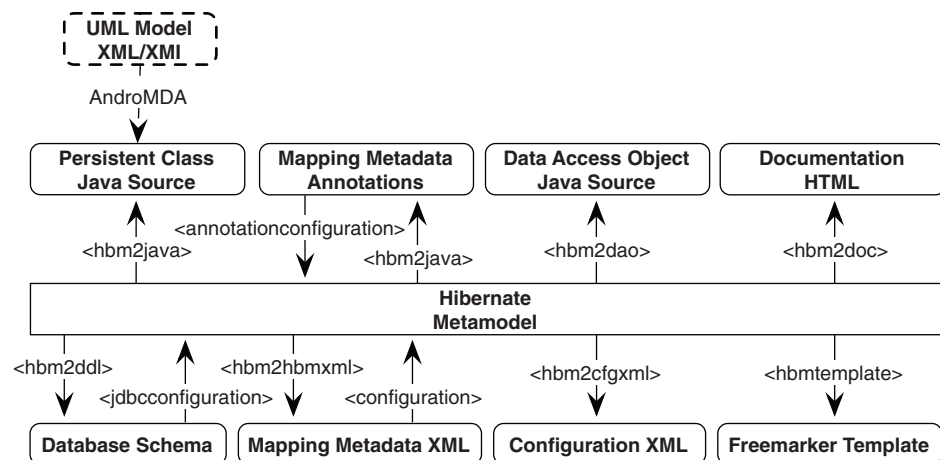 UML Model
XML/XMI
AndroMDA
Persistent Class
Java Source
Mapping Metadata
Annotations
Data Access Object
Java Source
Documentation
HTML
<annotationconfiguration>
<hbm2java>
<hbm2java>
<hbm2dao>
<hbm2doc>
Hibernate
Metamodel
<hbm2ddl>
<hbm2hbmxml>
<hbm2cfgxml>
<hbmtemplate>
<jdbcconfiguration>
<configuration>
Database Schema
Mapping Metadata XML
Configuration XML
Freemarker Template